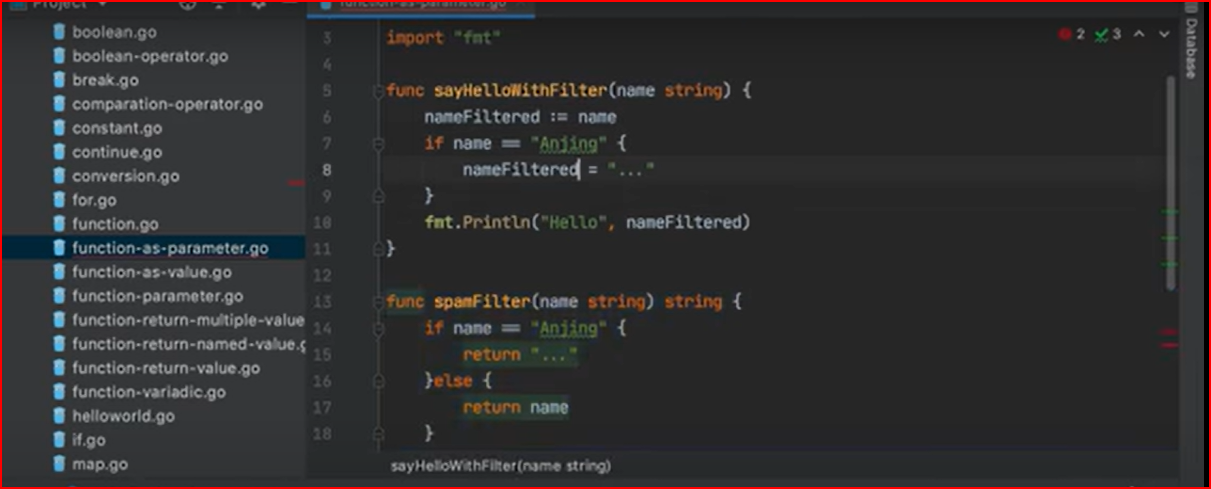 Project
boolean.go
boolean-operator.go
break.go
comparation-operator.go
constant.go
continue.go
conversion.go
for.go
function.go
function-as-parameter.go
function-as-value.go
function-parameter.go
function-return-multiple-value
function-return-named-value.g
function-return-value.go
function-variadic.go
helloworld.go
if.go
map.go
function-as-parameter.go
2 3
Database
3 import "fmt"
4
5 func sayHelloWithFilter(name string) {
6 nameFiltered := name
7 if name == "Anjing" {
8 nameFiltered = "..."
9 }
10 fmt.Println("Hello", nameFiltered)
11 }
12
13 func spamFilter(name string) string {
14 if name == "Anjing" {
15 return "..."
16 }else {
17 return name
18 }
sayHelloWithFilter(name string)